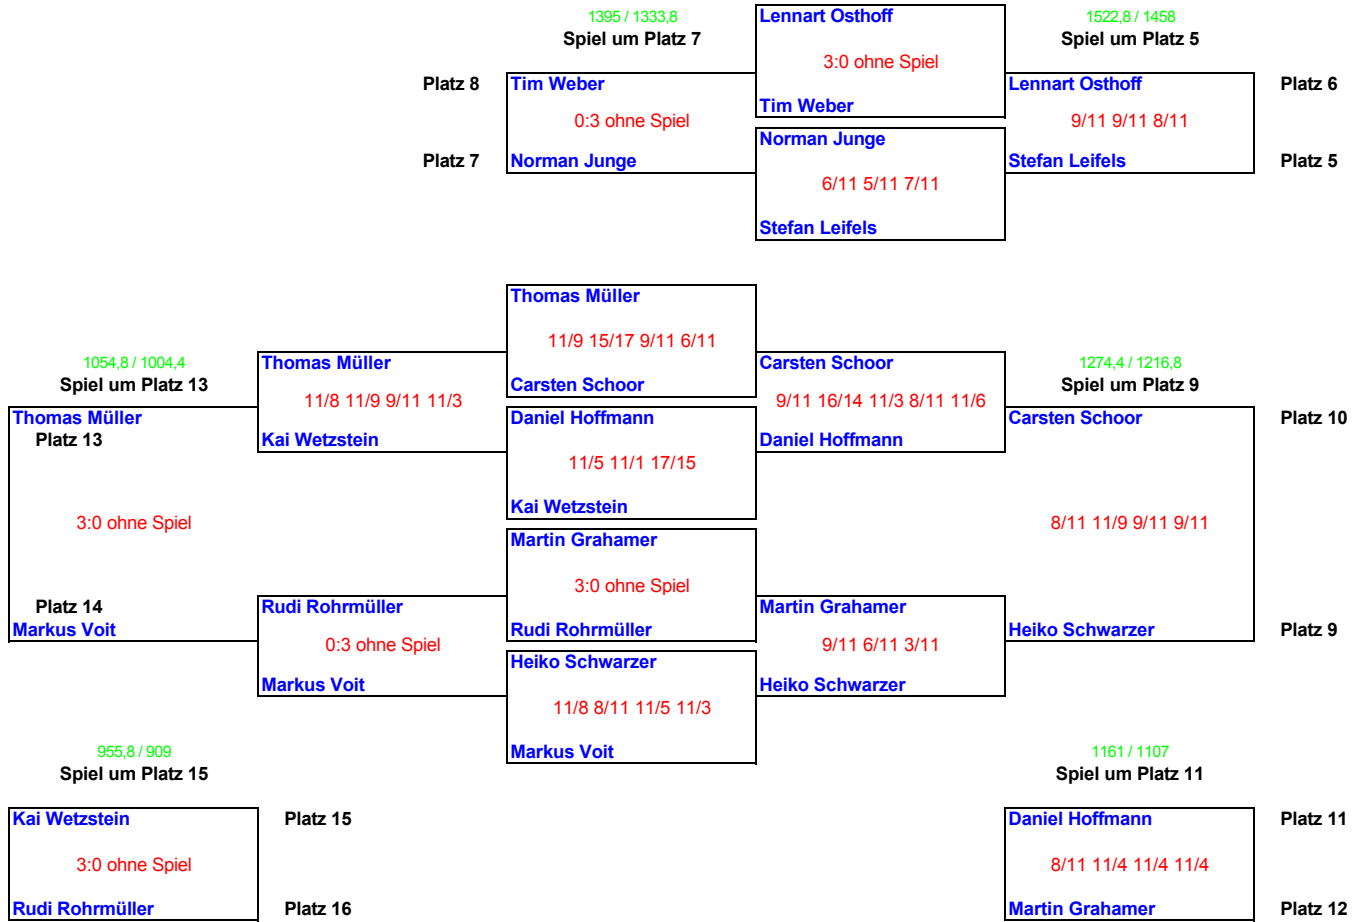 1395 / 1333,8
Spiel um Platz 7
Lennart Osthoff
1522,8 / 1458
Spiel um Platz 5
3:0 ohne Spiel
Platz 8
Tim Weber
Lennart Osthoff
Platz 6
Tim Weber
0:3 ohne Spiel
9/11 9/11 8/11
Norman Junge
Platz 7
Norman Junge
Stefan Leifels
Platz 5
6/11 5/11 7/11
Stefan Leifels
Thomas Müller
11/9 15/17 9/11 6/11
1054,8 / 1004,4
Spiel um Platz 13
Thomas Müller
Carsten Schoor
1274,4 / 1216,8
Spiel um Platz 9
Carsten Schoor
11/8 11/9 9/11 11/3
9/11 16/14 11/3 8/11 11/6
Thomas Müller
Daniel Hoffmann
Carsten Schoor
Platz 10
Platz 13
Kai Wetzstein
Daniel Hoffmann
11/5 11/1 17/15
Kai Wetzstein
3:0 ohne Spiel
8/11 11/9 9/11 9/11
Martin Grahamer
3:0 ohne Spiel
Platz 14
Rudi Rohrmüller
Martin Grahamer
Markus Voit
Rudi Rohrmüller
Heiko Schwarzer
Platz 9
0:3 ohne Spiel
9/11 6/11 3/11
Heiko Schwarzer
Markus Voit
Heiko Schwarzer
11/8 8/11 11/5 11/3
Markus Voit
955,8 / 909
Spiel um Platz 15
1161 / 1107
Spiel um Platz 11
Kai Wetzstein
Platz 15
Daniel Hoffmann
Platz 11
3:0 ohne Spiel
8/11 11/4 11/4 11/4
Rudi Rohrmüller
Platz 16
Martin Grahamer
Platz 12